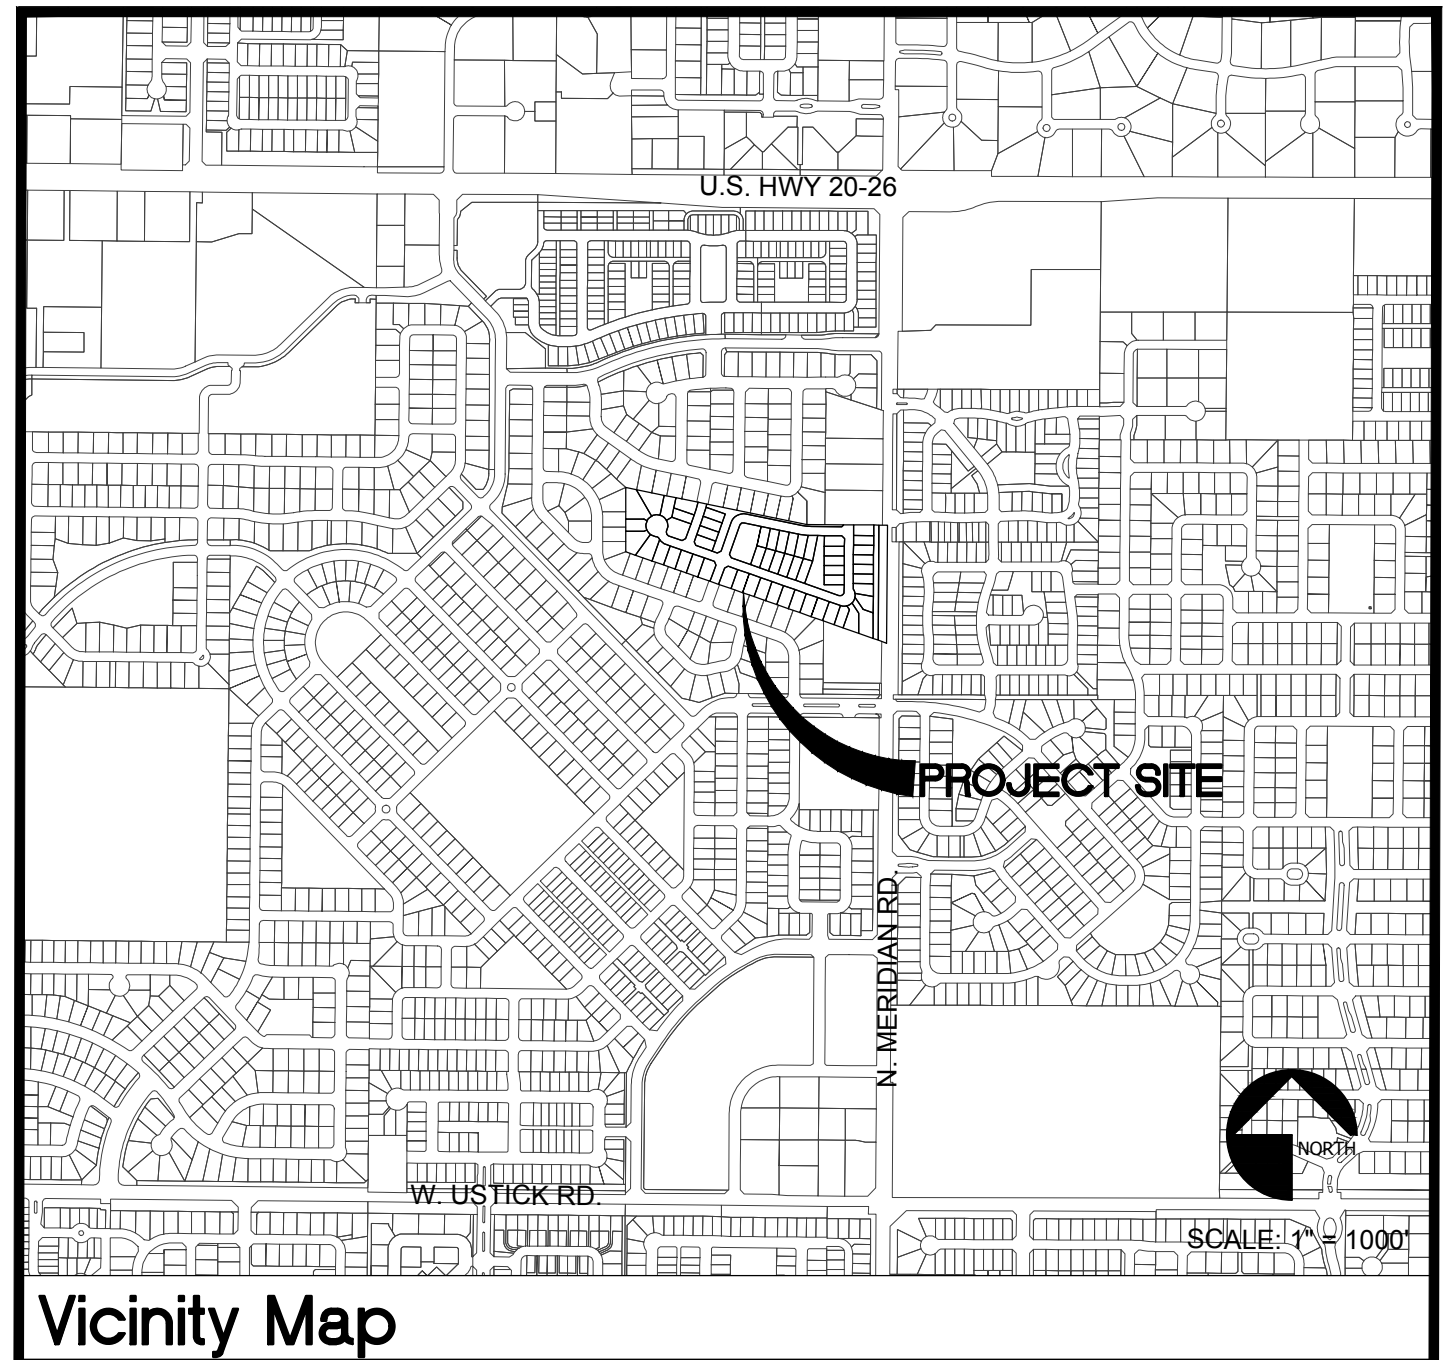 U.S. HWY 20-26
PROJECT SITE
N. MERIDIAN RD.
NORTH
W. USTICK RD.
SCALE: 1" = 1000'
Vicinity Map